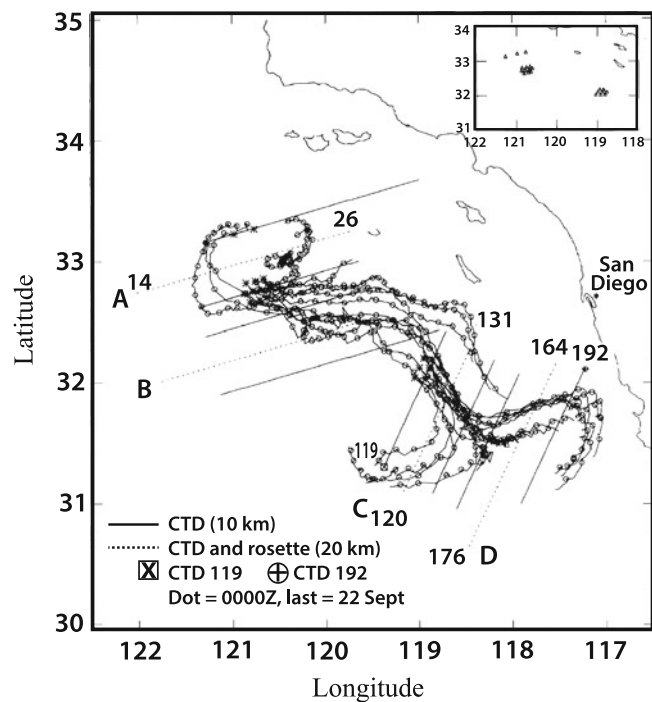 35
34
33
32
31
30
Latitude
122
121
120
119
118
117
Longitude
34
33
32
31
122 121 120 119 118
San
Diego
26
14
A
B
131
164 192
119
C 120
176 D
CTD (10 km)
CTD and rosette (20 km)
CTD 119 CTD 192
Dot = 0000Z, last = 22 Sept